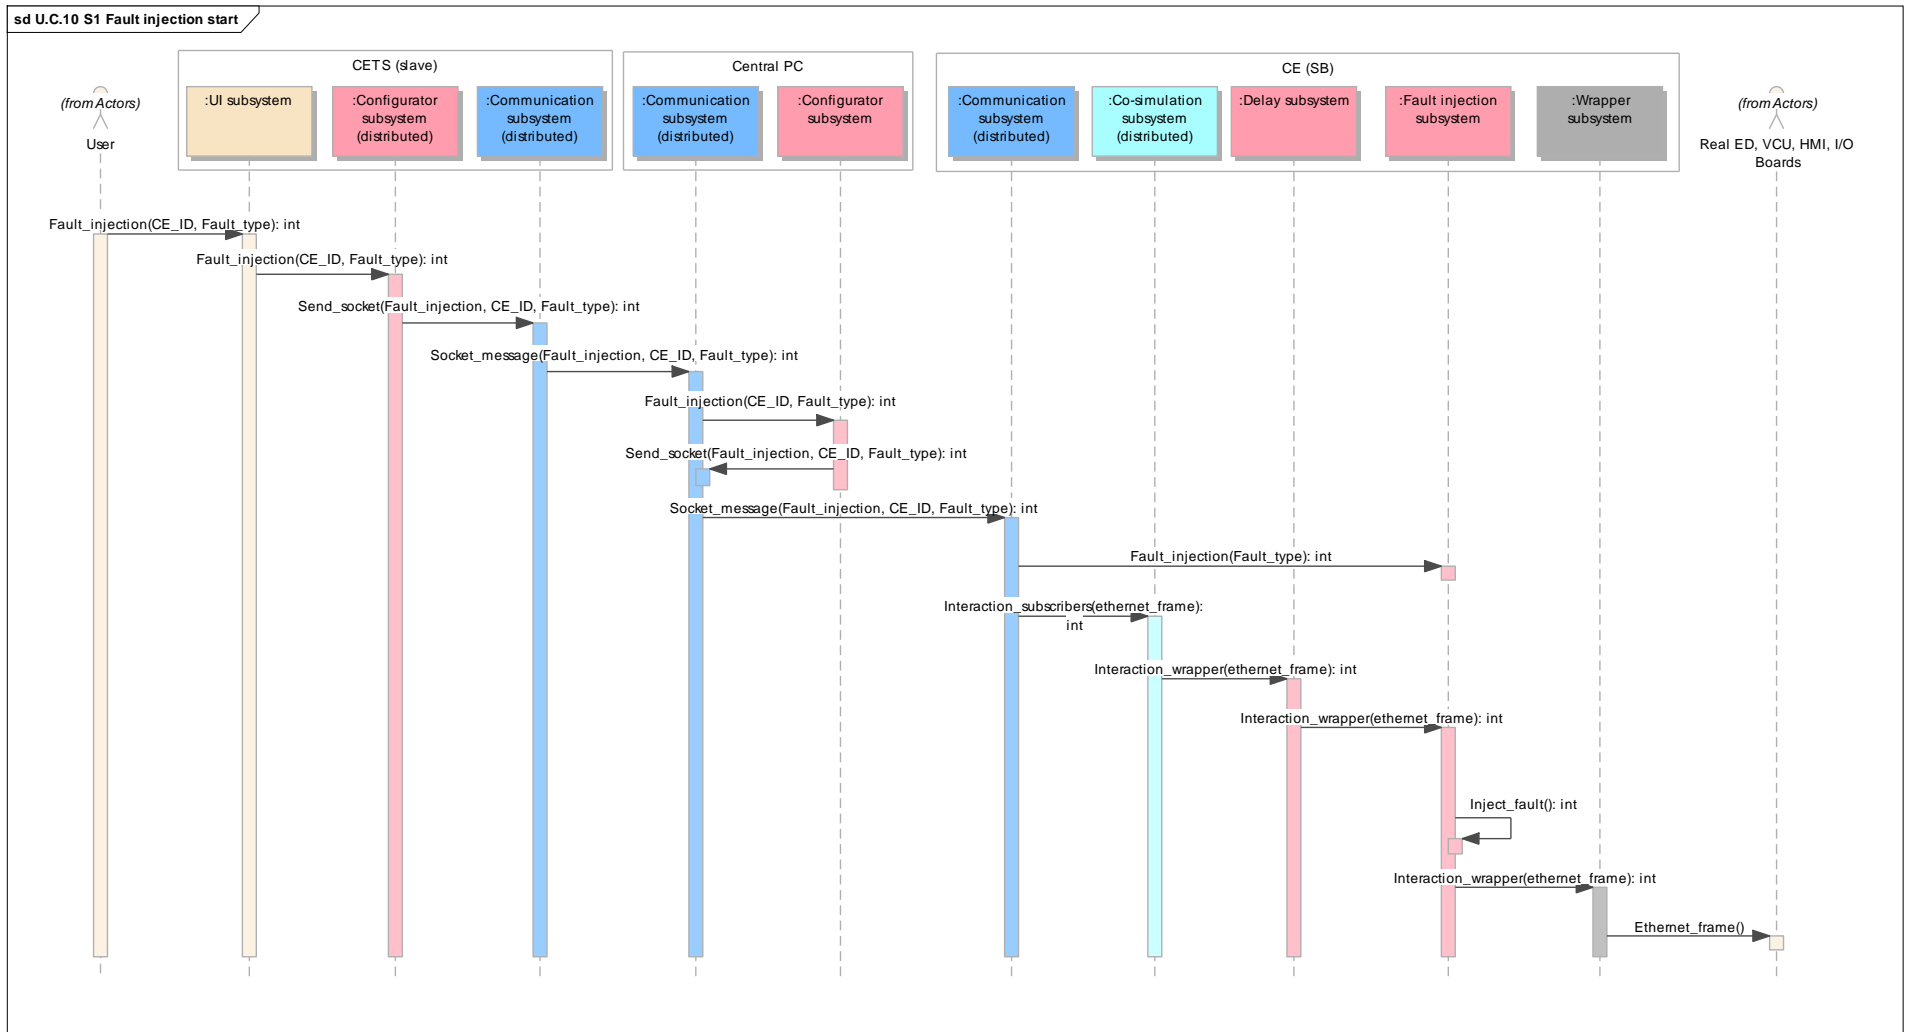 sd U.C.10 S1 Fault injection start
CETS (slave)
Central PC
CE (SB)
(from Actors)
User
:UI subsystem
:Configurator
subsystem
(distributed)
:Communication
subsystem
(distributed)
:Communication
subsystem
(distributed)
:Configurator
subsystem
:Communication
subsystem
(distributed)
:Co-simulation
subsystem
(distributed)
:Delay subsystem
:Fault injection
subsystem
:Wrapper
subsystem
(from Actors)
Real ED, VCU, HMI, I/O
Boards
Fault_injection(CE_ID, Fault_type): int
Fault_injection(CE_ID, Fault_type): int
Send_socket(Fault_injection, CE_ID, Fault_type): int
Socket_message(Fault_injection, CE_ID, Fault_type): int
Fault_injection(CE_ID, Fault_type): int
Send_socket(Fault_injection, CE_ID, Fault_type): int
Socket_message(Fault_injection, CE_ID, Fault_type): int
Fault_injection(Fault_type): int
Interaction_subscribers(ethernet_frame):
int
Interaction_wrapper(ethernet_frame): int
Interaction_wrapper(ethernet_frame): int
Inject_fault(): int
Interaction_wrapper(ethernet_frame): int
Ethernet_frame()